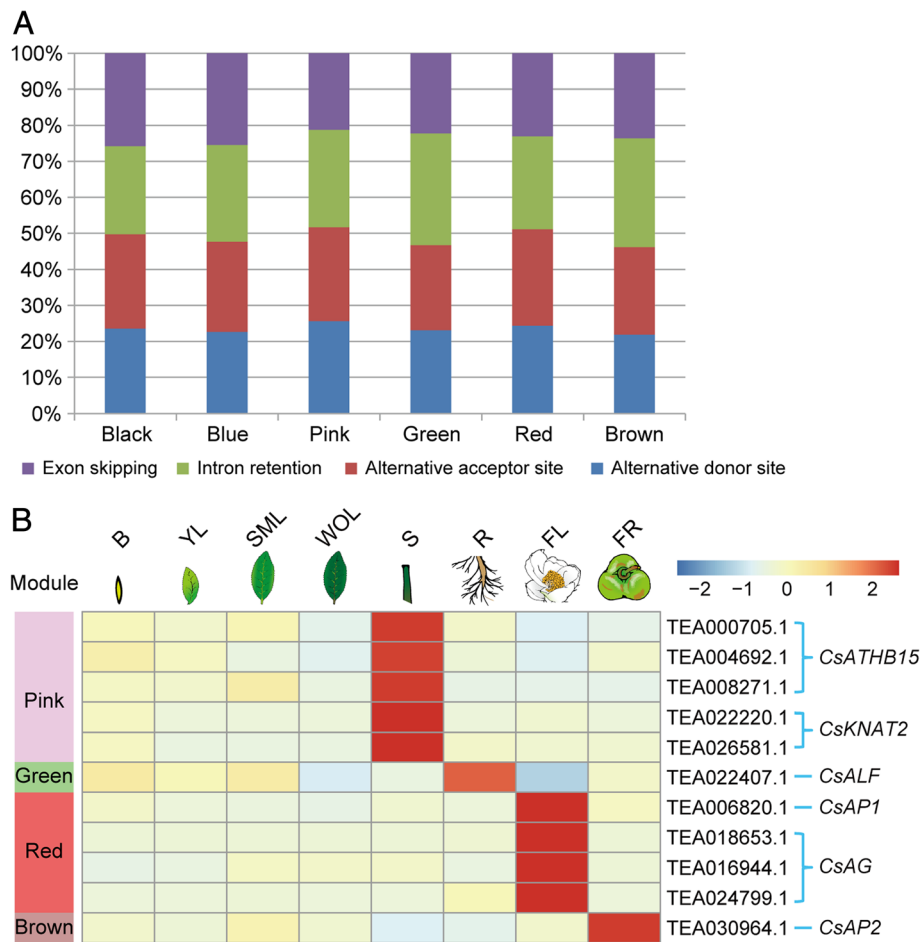 A
100%
90%
80%
70%
60%
50%
40%
30%
20%
10%
0%
Black Blue Pink Green Red Brown
Exon skipping Intron retention Alternative acceptor site Alternative donor site
B
B YL SML WOL S R FL FR
Module
−2 −1 0 1 2
Pink
Green
Red
Brown
TEA000705.1
TEA004692.1 CsATHB15
TEA008271.1
TEA022220.1
CsKNAT2
TEA026581.1
TEA022407.1 CsALF
TEA006820.1 CsAP1
TEA018653.1
TEA016944.1 CsAG
TEA024799.1
TEA030964.1 CsAP2